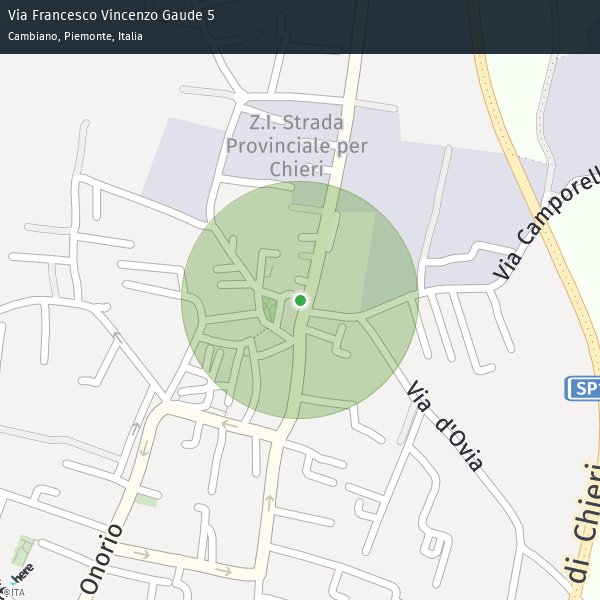 Via Francesco Vincenzo Gaude 5
Cambiano, Piemonte, Italia
Z.I. Strada
Provinciale per
Chieri
Via Camporell
SP1
Via d'Ovia
di Chieri
Onorio
here
©ITA